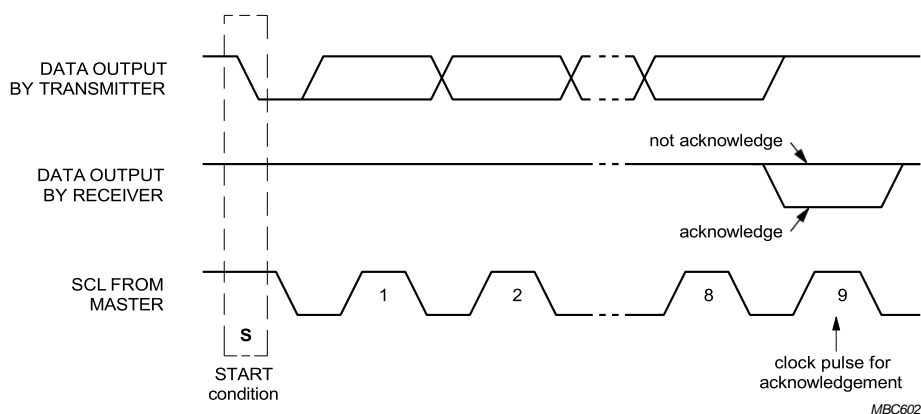 DATA OUTPUT
BY TRANSMITTER
not acknowledge
DATA OUTPUT
BY RECEIVER
acknowledge
SCL FROM
MASTER
1
2
8
9
S
START
condition
clock pulse for
acknowledgement
MBC602